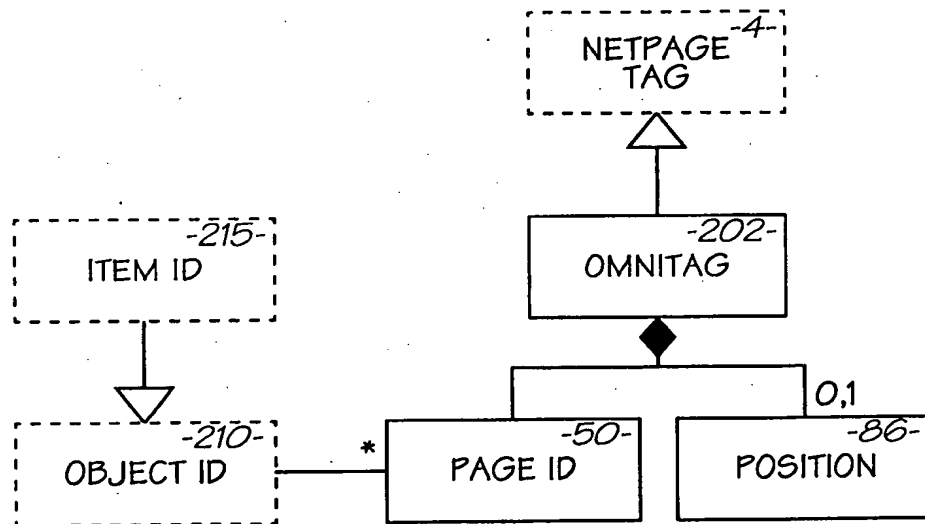 -4-
NETPAGE
TAG
-215-
ITEM ID
-202-
OMNITAG
0,1
-210-
OBJECT ID
*
-50-
PAGE ID
-86-
POSITION